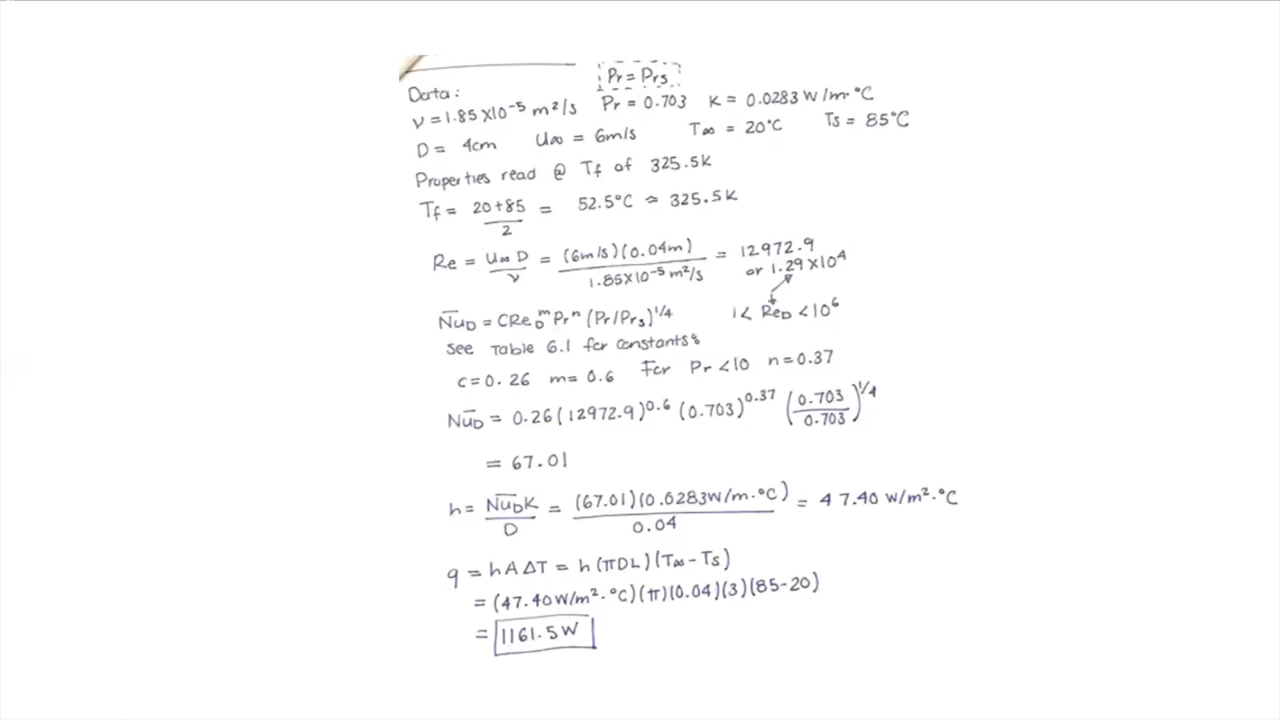 Pr = Prs
Data:
ν = 1.85 X10⁻⁵ m²/s Pr = 0.703 K = 0.0283 W/m·°C
D = 4cm U∞ = 6m/s T∞ = 20°C Ts = 85°C
Properties read @ Tf of 325.5K
Tf = 20+85 / 2 = 52.5°C ≃ 325.5K
Re = U∞ D / ν = (6m/s)(0.04m) / 1.85X10⁻⁵ m²/s = 12972.9
or 1.29 X10⁴
N̅u̅D = CReDᵐ Prⁿ (Pr/Prs)¹/⁴ 1< ReD <10⁶
See Table 6.1 for constants:
C=0.26 m=0.6 For Pr <10 n=0.37
N̅u̅D = 0.26(12972.9)⁰·⁶ (0.703)⁰·³⁷ (0.703 / 0.703)¹/⁴
= 67.01
h = N̅u̅D K / D = (67.01)(0.0283W/m·°C) / 0.04 = 47.40 W/m²·°C
q = hAΔT = h(πDL)(T∞-Ts)
= (47.40W/m²·°C)(π)(0.04)(3)(85-20)
= 1161.5W